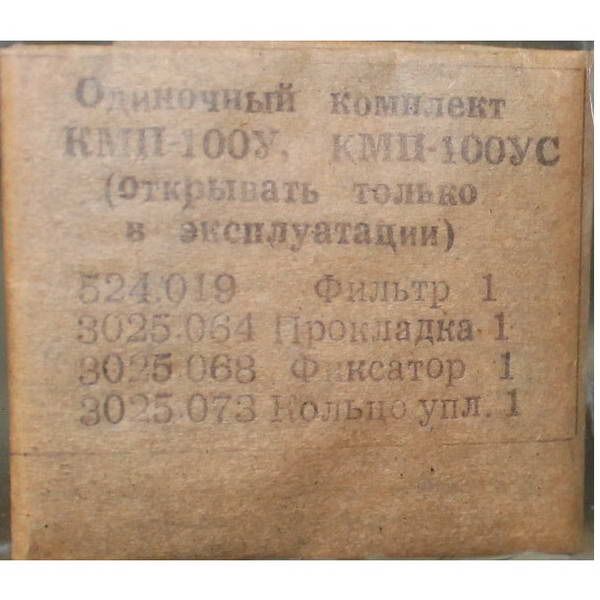 Одиночный комплект
КМП-100У, КМП-100УС
(открывать только
в эксплуатации)
524.019 Фильтр 1
3025.064 Прокладка 1
3025.068 Фиксатор 1
3025.073 Кольцо упл. 1